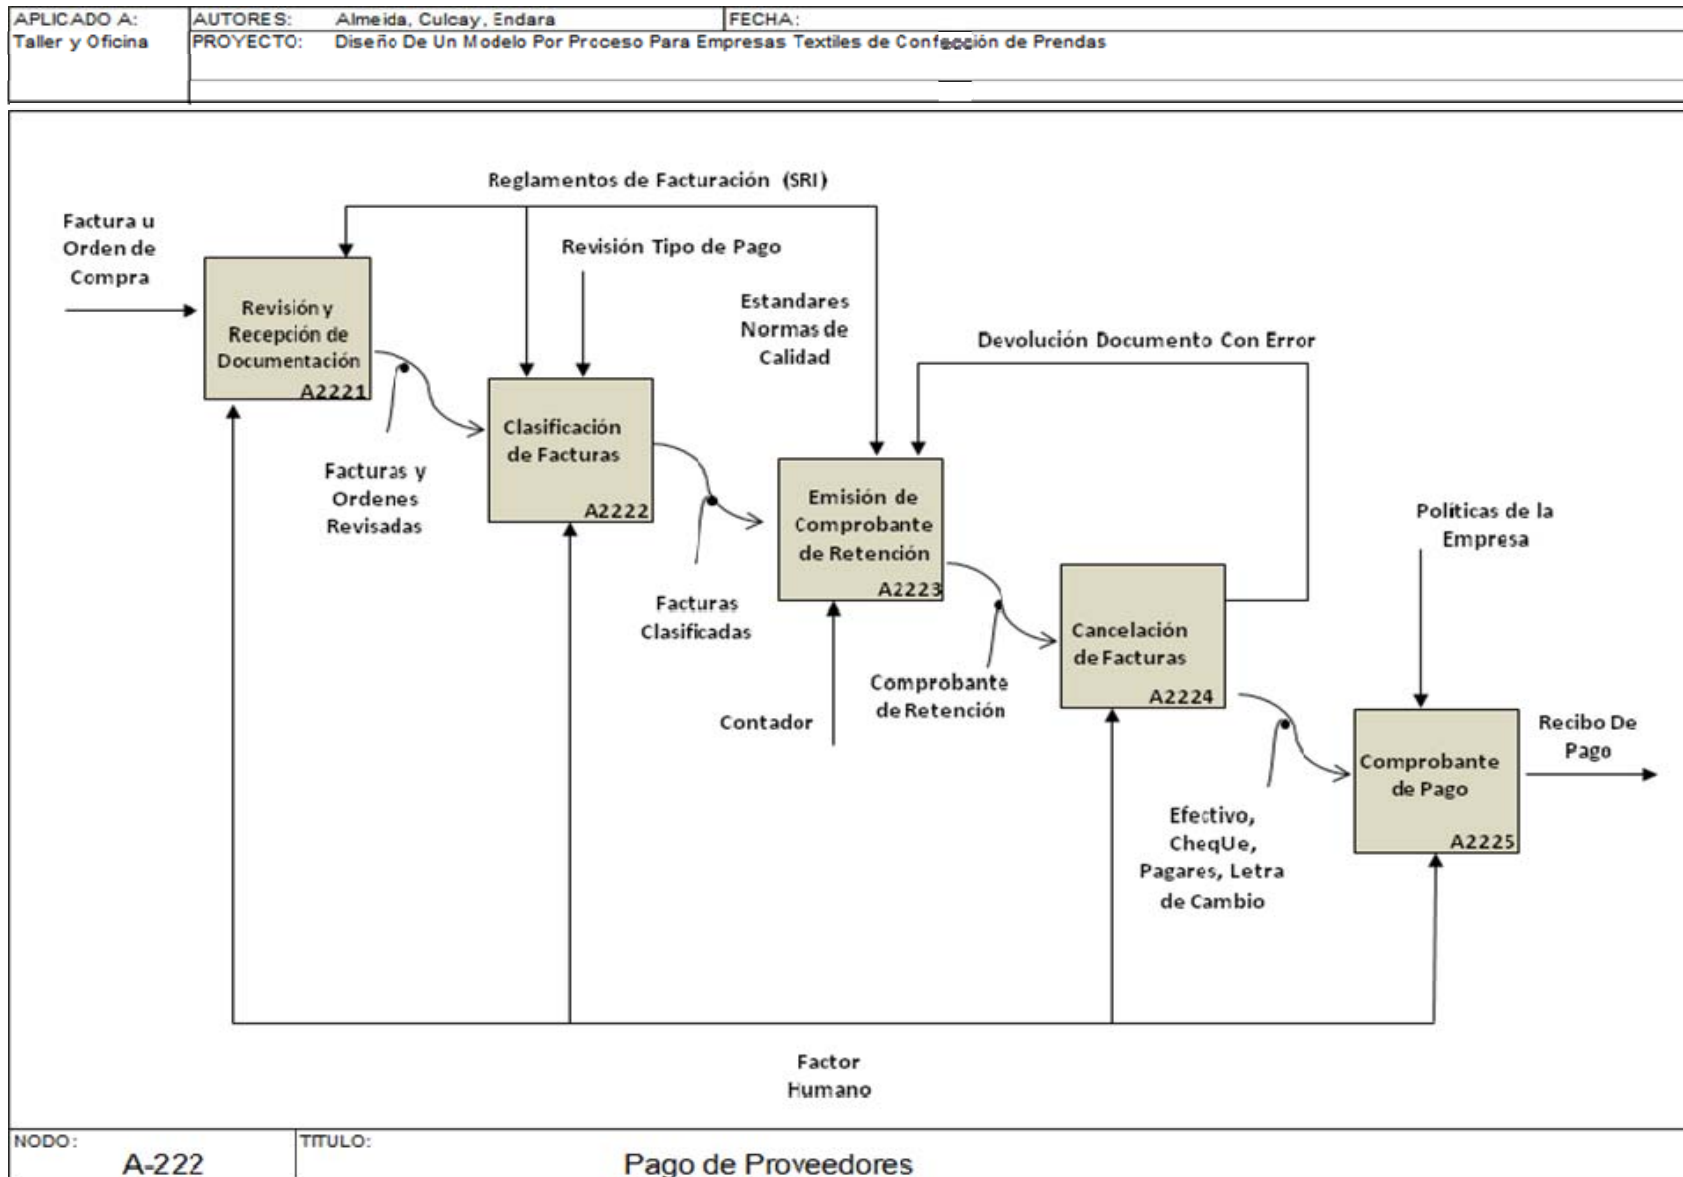 APLICADO A:
Taller y Oficina
AUTORES: Almeida, Culcay, Endara
FECHA:
PROYECTO: Diseño De Un Modelo Por Proceso Para Empresas Textiles de Confección de Prendas
Reglamentos de Facturación (SRI)
Factura u
Orden de
Compra
Revisión Tipo de Pago
Revisión y
Recepción de
Documentación
A2221
Estandares
Normas de
Calidad
Devolución Documento Con Error
Clasificación
de Facturas
A2222
Facturas y
Ordenes
Revisadas
Emisión de
Comprobante
de Retención
A2223
Políticas de la
Empresa
Facturas
Clasificadas
Cancelación
de Facturas
A2224
Comprobante
de Retención
Contador
Comprobante
de Pago
A2225
Recibo De
Pago
Efectivo,
CheqUe,
Pagares, Letra
de Cambio
Factor
Humano
NODO:
A-222
TITULO:
Pago de Proveedores